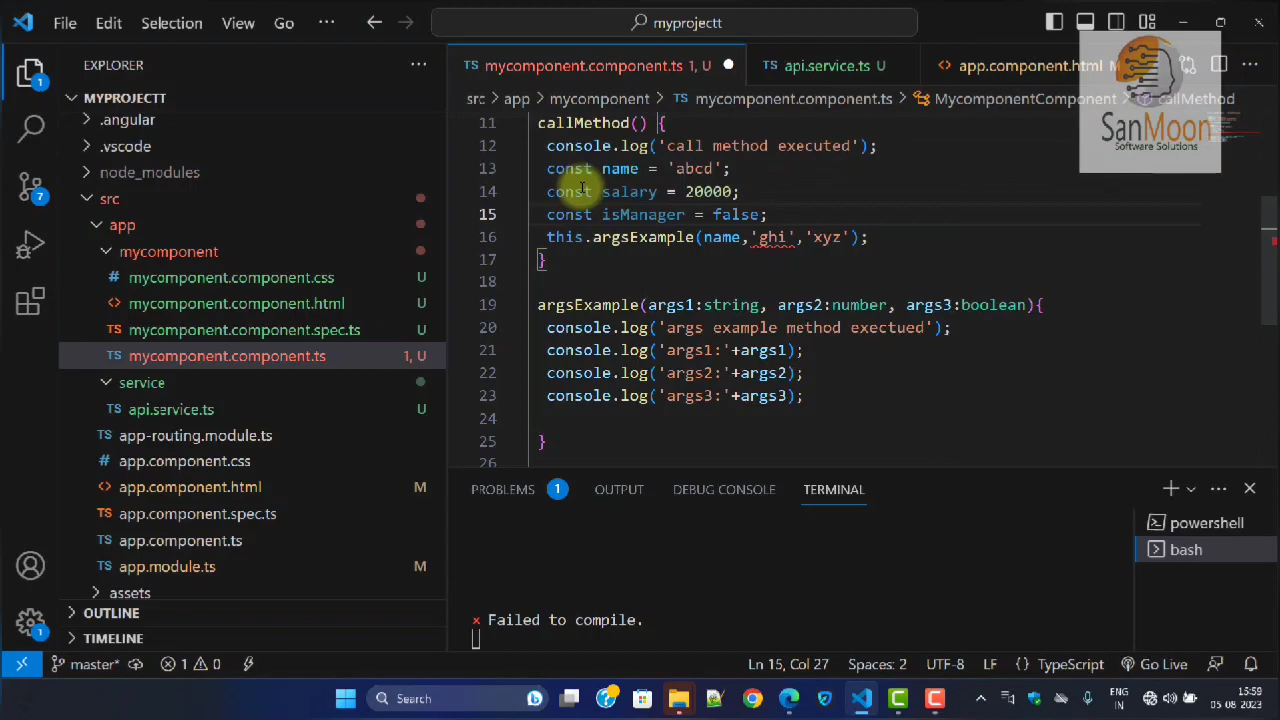 File Edit Selection View Go ··· myprojectt
EXPLORER ···
mycomponent.component.ts 1, U
api.service.ts U
app.component.html M
src > app > mycomponent > TS mycomponent.component.ts > MycomponentComponent > callMethod
SanMoon
Software Solutions
MYPROJECTT
.angular
.vscode
node_modules
src
app
mycomponent
# mycomponent.component.css U
<> mycomponent.component.html U
TS mycomponent.component.spec.ts U
TS mycomponent.component.ts 1, U
service
TS api.service.ts U
TS app-routing.module.ts
# app.component.css
<> app.component.html M
TS app.component.spec.ts
TS app.component.ts
TS app.module.ts M
assets
OUTLINE
TIMELINE
1
7
1
11 callMethod() {
12 console.log('call method executed');
13 const name = 'abcd';
14 const salary = 20000;
15 const isManager = false;
16 this.argsExample(name,'ghi','xyz');
17 }
18
19 argsExample(args1:string, args2:number, args3:boolean){
20 console.log('args example method exectued');
21 console.log('args1:'+args1);
22 console.log('args2:'+args2);
23 console.log('args3:'+args3);
24
25 }
26
PROBLEMS 1 OUTPUT DEBUG CONSOLE TERMINAL
powershell
bash
× Failed to compile.
master* 1 0 Ln 15, Col 27 Spaces: 2 UTF-8 LF {} TypeScript Go Live
Search
ENG
IN
15:59
05-08-2023